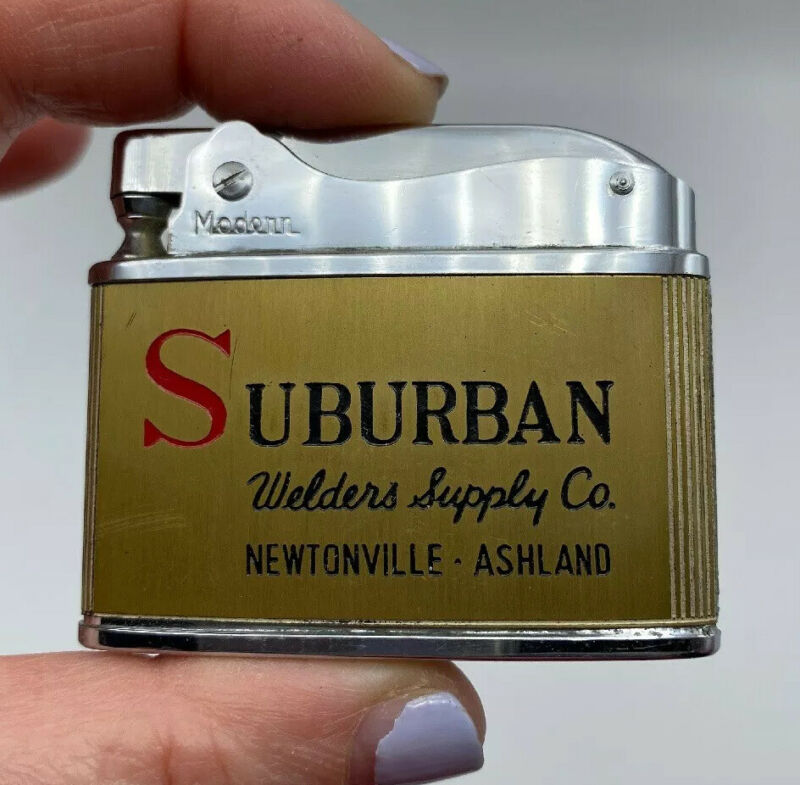 Modern
SUBURBAN
Welders Supply Co.
NEWTONVILLE · ASHLAND